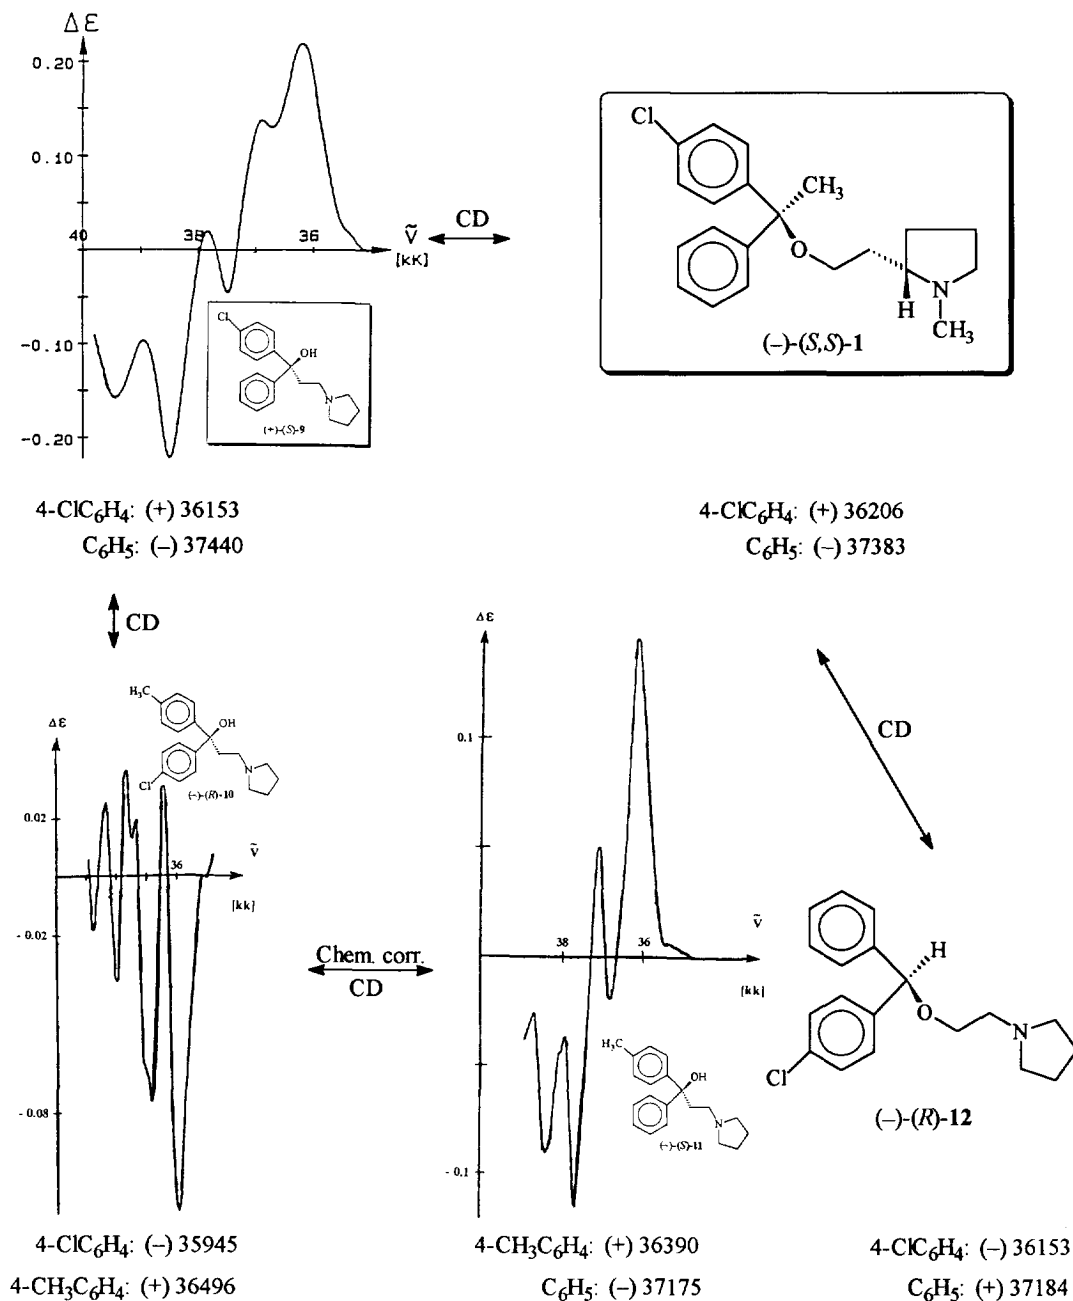 Δε
0.20
0.10
40
38
36
ṽ
[kK]
-0.10
-0.20
Cl
OH
N
(+)-(S)-9
CD
Cl
CH₃
O
H
N
CH₃
(–)-(S,S)-1
4-ClC₆H₄: (+) 36153
C₆H₅: (–) 37440
4-ClC₆H₄: (+) 36206
C₆H₅: (–) 37383
CD
H₃C
OH
N
Cl
(-)-(R)-10
Δε
0.02
36
ṽ
[kk]
- 0.02
- 0.08
Chem. corr.
CD
Δε
0.1
38
36
ṽ
[kk]
- 0.1
H₃C
OH
N
(-)-(S)-11
CD
H
O
N
Cl
(–)-(R)-12
4-ClC₆H₄: (–) 35945
4-CH₃C₆H₄: (+) 36496
4-CH₃C₆H₄: (+) 36390
C₆H₅: (–) 37175
4-ClC₆H₄: (–) 36153
C₆H₅: (+) 37184